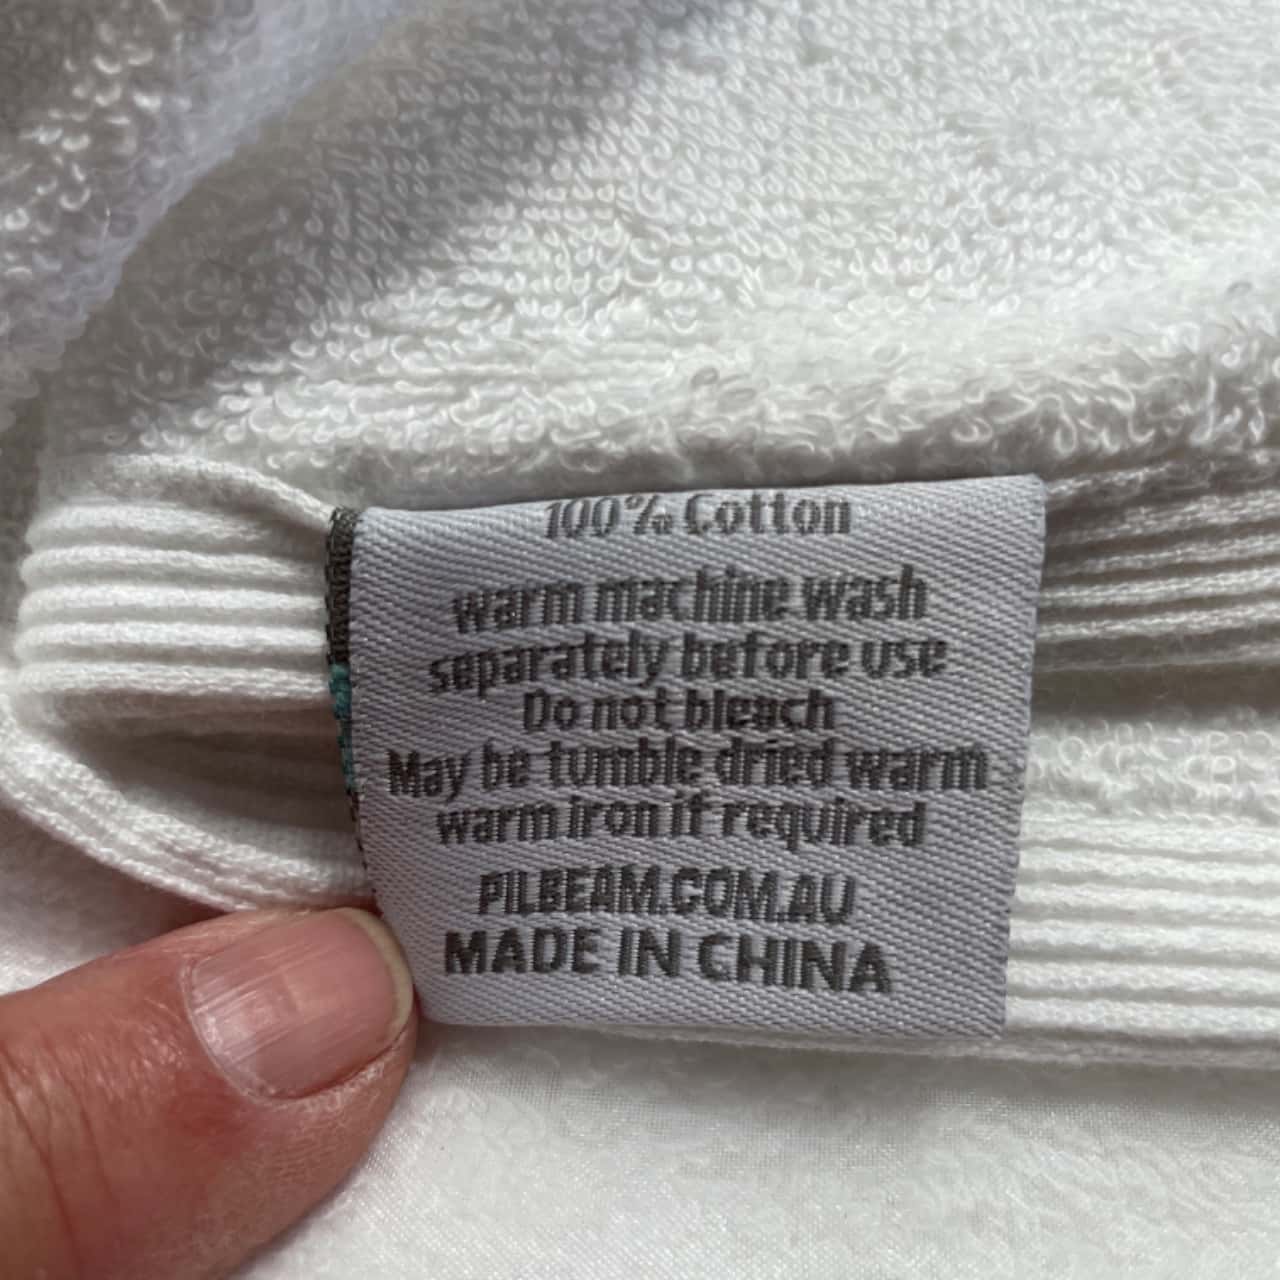 100% Cotton
warm machine wash
separately before use
Do not bleach
May be tumble dried warm
warm iron if required
PILBEAM.COM.AU
MADE IN CHINA